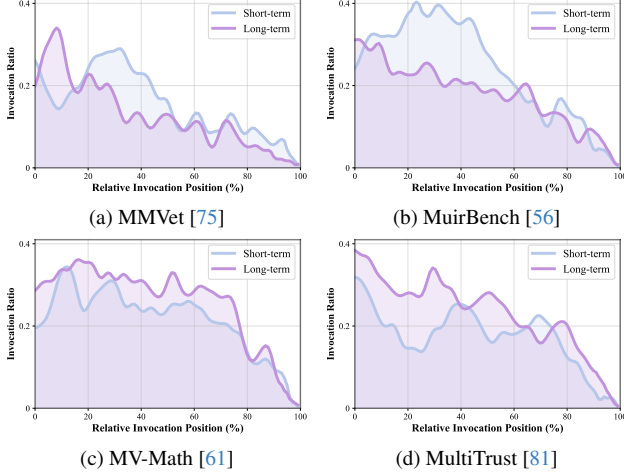 0.4
0.2
0
Invocation Ratio
Short-term
Long-term
0 20 40 60 80 100
Relative Invocation Position (%)
(a) MMVet [75]
0.4
0.2
0
Invocation Ratio
Short-term
Long-term
0 20 40 60 80 100
Relative Invocation Position (%)
(b) MuirBench [56]
0.4
0.2
0
Invocation Ratio
Short-term
Long-term
0 20 40 60 80 100
Relative Invocation Position (%)
(c) MV-Math [61]
0.4
0.2
0
Invocation Ratio
Short-term
Long-term
0 20 40 60 80 100
Relative Invocation Position (%)
(d) MultiTrust [81]